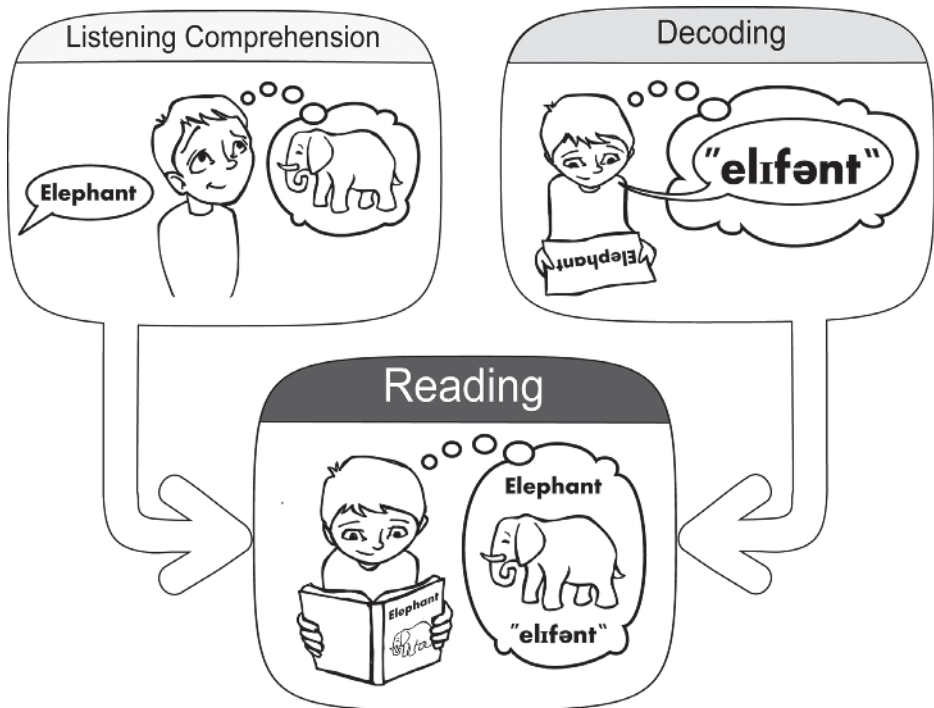 Listening Comprehension
Elephant
Decoding
"elɪfənt"
Elephant
Reading
Elephant
"elɪfənt"
Elephant